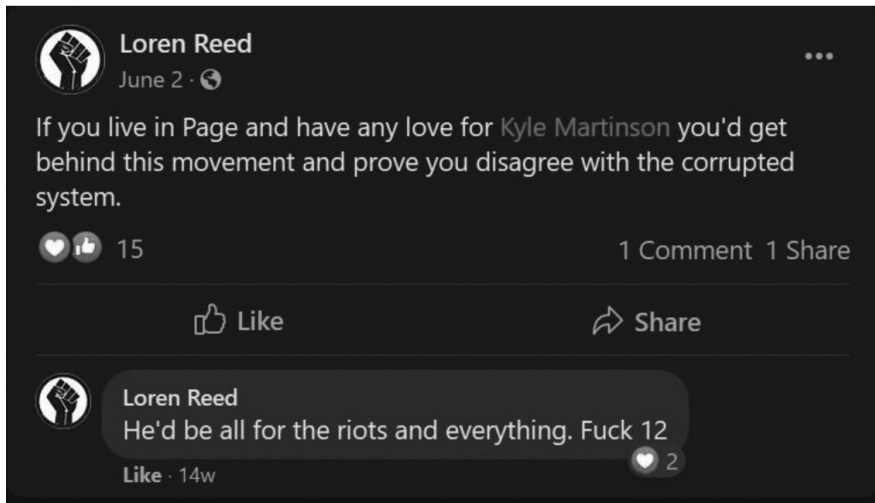 Loren Reed
June 2 ·
If you live in Page and have any love for Kyle Martinson you'd get
behind this movement and prove you disagree with the corrupted
system.
15
1 Comment 1 Share
Like
Share
Loren Reed
He'd be all for the riots and everything. Fuck 12
2
Like · 14w